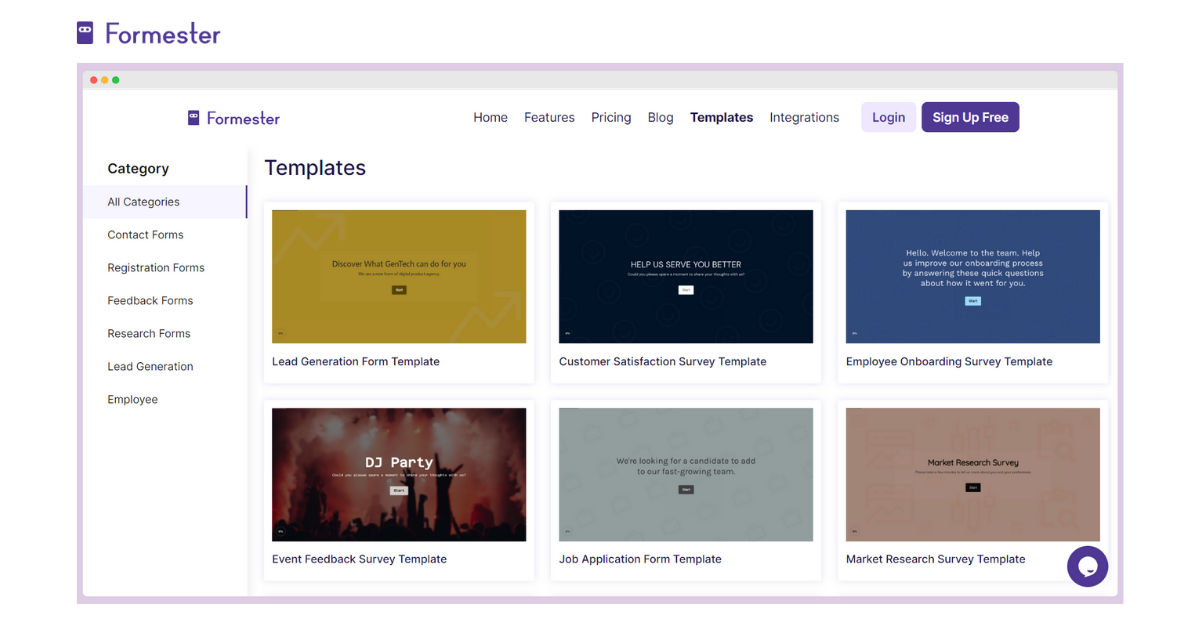 Formester
Formester
Home Features Pricing Blog Templates Integrations Login Sign Up Free
Category
All Categories
Contact Forms
Registration Forms
Feedback Forms
Research Forms
Lead Generation
Employee
Templates
Discover What GenTech can do for you
We are a new form of digital product agency.
Start
Lead Generation Form Template
HELP US SERVE YOU BETTER
Could you please spare a moment to share your thoughts with us?
Start
Customer Satisfaction Survey Template
Hello, Welcome to the team. Help
us improve our onboarding process
by answering these quick questions
about how it went for you.
Start
Employee Onboarding Survey Template
DJ Party
Could you please spare a moment to share your thoughts with us?
Start
Event Feedback Survey Template
We're looking for a candidate to add
to our fast-growing team.
Start
Job Application Form Template
Market Research Survey
Start
Market Research Survey Template